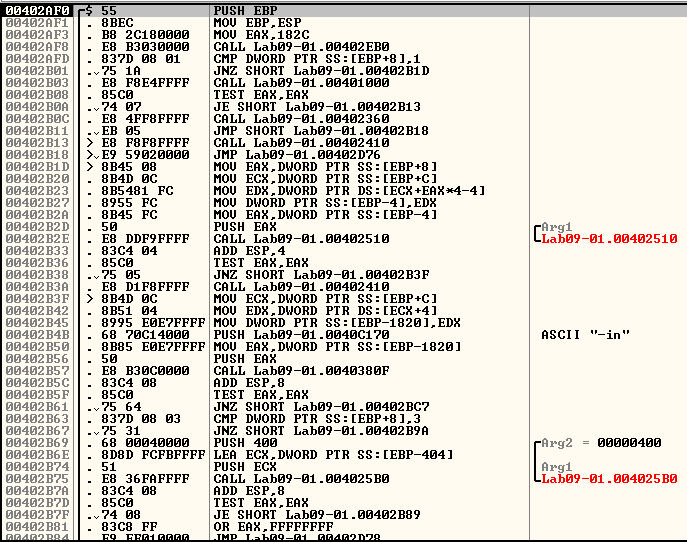 00402AF0 $ 55 PUSH EBP
00402AF1 . 8BEC MOV EBP,ESP
00402AF3 . B8 2C180000 MOV EAX,182C
00402AF8 . E8 B3030000 CALL Lab09-01.00402EB0
00402AFD . 837D 08 01 CMP DWORD PTR SS:[EBP+8],1
00402B01 . 75 1A JNZ SHORT Lab09-01.00402B1D
00402B03 . E8 F8E4FFFF CALL Lab09-01.00401000
00402B08 . 85C0 TEST EAX,EAX
00402B0A . 74 07 JE SHORT Lab09-01.00402B13
00402B0C . E8 4FF8FFFF CALL Lab09-01.00402360
00402B11 . EB 05 JMP SHORT Lab09-01.00402B18
00402B13 > E8 F8F8FFFF CALL Lab09-01.00402410
00402B18 > E9 59020000 JMP Lab09-01.00402D76
00402B1D > 8B45 08 MOV EAX,DWORD PTR SS:[EBP+8]
00402B20 . 8B4D 0C MOV ECX,DWORD PTR SS:[EBP+C]
00402B23 . 8B5481 FC MOV EDX,DWORD PTR DS:[ECX+EAX*4-4]
00402B27 . 8955 FC MOV DWORD PTR SS:[EBP-4],EDX
00402B2A . 8B45 FC MOV EAX,DWORD PTR SS:[EBP-4]
00402B2D . 50 PUSH EAX Arg1
00402B2E . E8 DDF9FFFF CALL Lab09-01.00402510 Lab09-01.00402510
00402B33 . 83C4 04 ADD ESP,4
00402B36 . 85C0 TEST EAX,EAX
00402B38 . 75 05 JNZ SHORT Lab09-01.00402B3F
00402B3A . E8 D1F8FFFF CALL Lab09-01.00402410
00402B3F > 8B4D 0C MOV ECX,DWORD PTR SS:[EBP+C]
00402B42 . 8B51 04 MOV EDX,DWORD PTR DS:[ECX+4]
00402B45 . 8995 E0E7FFFF MOV DWORD PTR SS:[EBP-1820],EDX
00402B4B . 68 70C14000 PUSH Lab09-01.0040C170 ASCII "-in"
00402B50 . 8B85 E0E7FFFF MOV EAX,DWORD PTR SS:[EBP-1820]
00402B56 . 50 PUSH EAX
00402B57 . E8 B30C0000 CALL Lab09-01.0040380F
00402B5C . 83C4 08 ADD ESP,8
00402B5F . 85C0 TEST EAX,EAX
00402B61 . 75 64 JNZ SHORT Lab09-01.00402BC7
00402B63 . 837D 08 03 CMP DWORD PTR SS:[EBP+8],3
00402B67 . 75 31 JNZ SHORT Lab09-01.00402B9A
00402B69 . 68 00040000 PUSH 400 Arg2 = 00000400
00402B6E . 8D8D FCFBFFFF LEA ECX,DWORD PTR SS:[EBP-404]
00402B74 . 51 PUSH ECX Arg1
00402B75 . E8 36FAFFFF CALL Lab09-01.004025B0 Lab09-01.004025B0
00402B7A . 83C4 08 ADD ESP,8
00402B7D . 85C0 TEST EAX,EAX
00402B7F . 74 08 JE SHORT Lab09-01.00402B89
00402B81 . 83C8 FF OR EAX,FFFFFFFF
00402B84 . E9 EF010000 JMP Lab09-01.00402D78